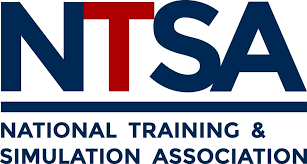 NTSA
NATIONAL TRAINING &
SIMULATION ASSOCIATION